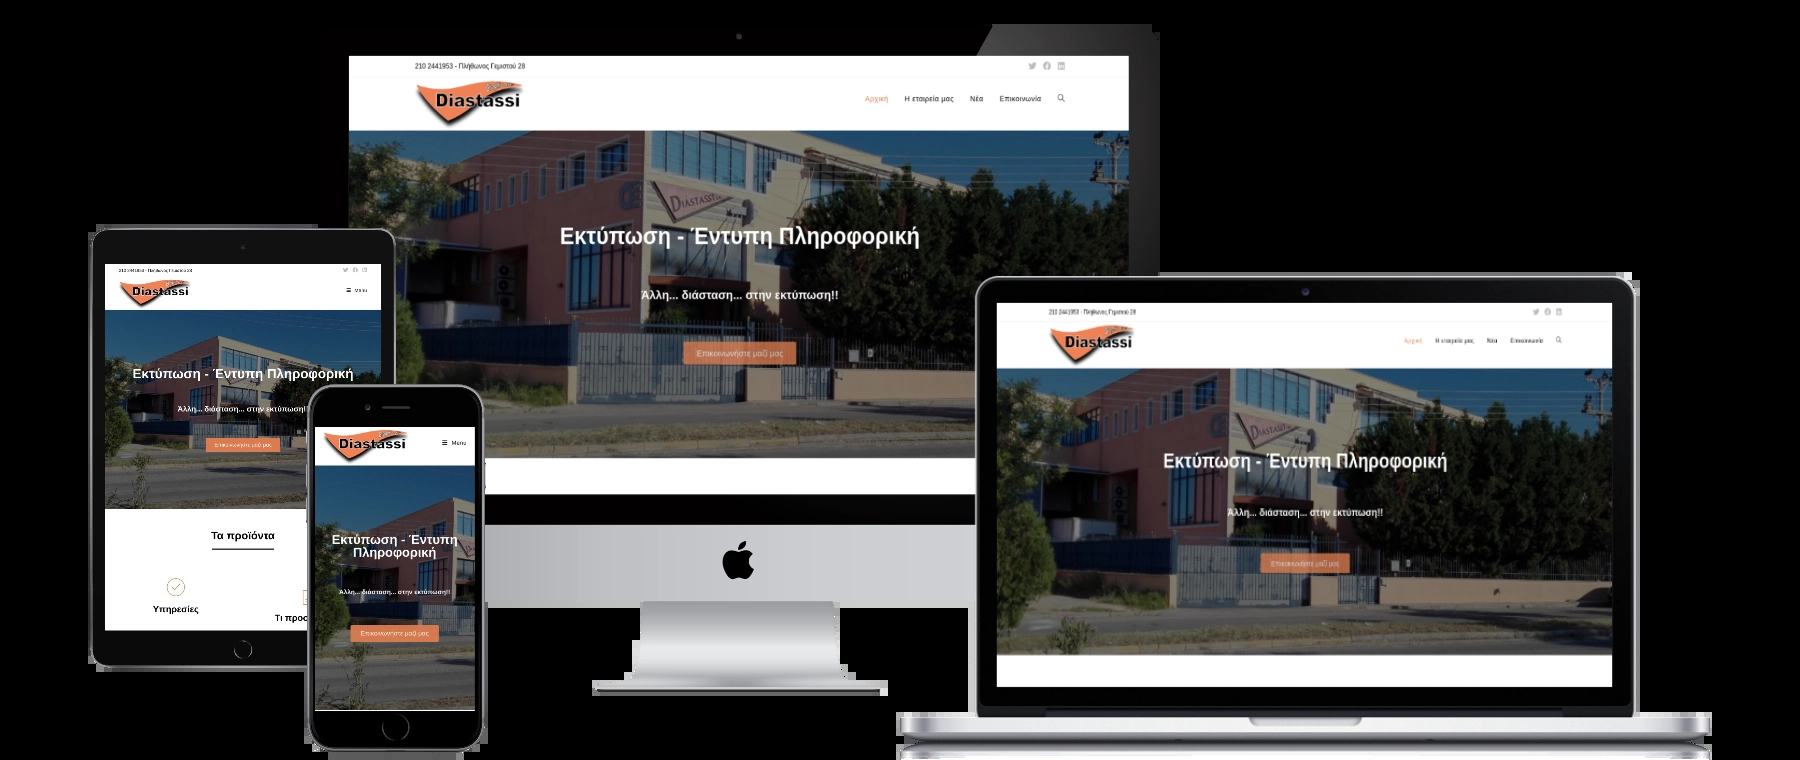 210 2441953 - Πλήθωνος Γεμιστού 28
Diastassi
Αρχική Η εταιρεία μας Νέα Επικοινωνία
DIASTASSI
Εκτύπωση - Έντυπη Πληροφορική
Άλλη... διάσταση... στην εκτύπωση!!
Επικοινωνήστε μαζί μας
210 2441953 - Πλήθωνος Γεμιστού 28
Diastassi
Menu
Εκτύπωση - Έντυπη Πληροφορική
Άλλη... διάσταση... στην εκτύπωση!
Επικοινωνήστε μαζί μας
Τα προϊόντα
Υπηρεσίες
Τι προσ
Diastassi
Menu
Εκτύπωση - Έντυπη
Πληροφορική
Άλλη... διάσταση... στην εκτύπωση!!
Επικοινωνήστε μαζί μας
210 2441953 - Πλήθωνος Γεμιστού 28
Diastassi
Αρχική Η εταιρεία μας Νέα Επικοινωνία
DIASTASSI
Εκτύπωση - Έντυπη Πληροφορική
Άλλη... διάσταση... στην εκτύπωση!!
Επικοινωνήστε μαζί μας